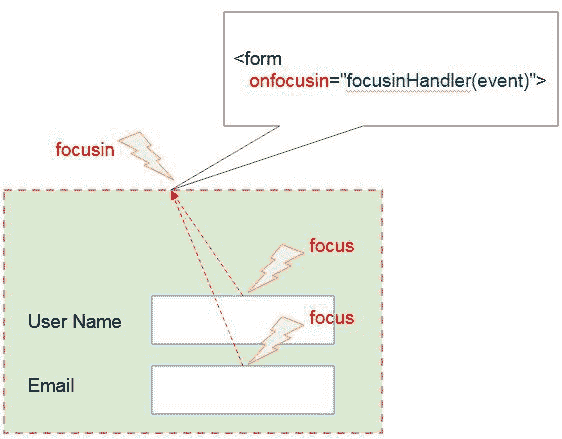 <form
onfocusin="focusinHandler(event)">
focusin
focus
User Name
focus
Email